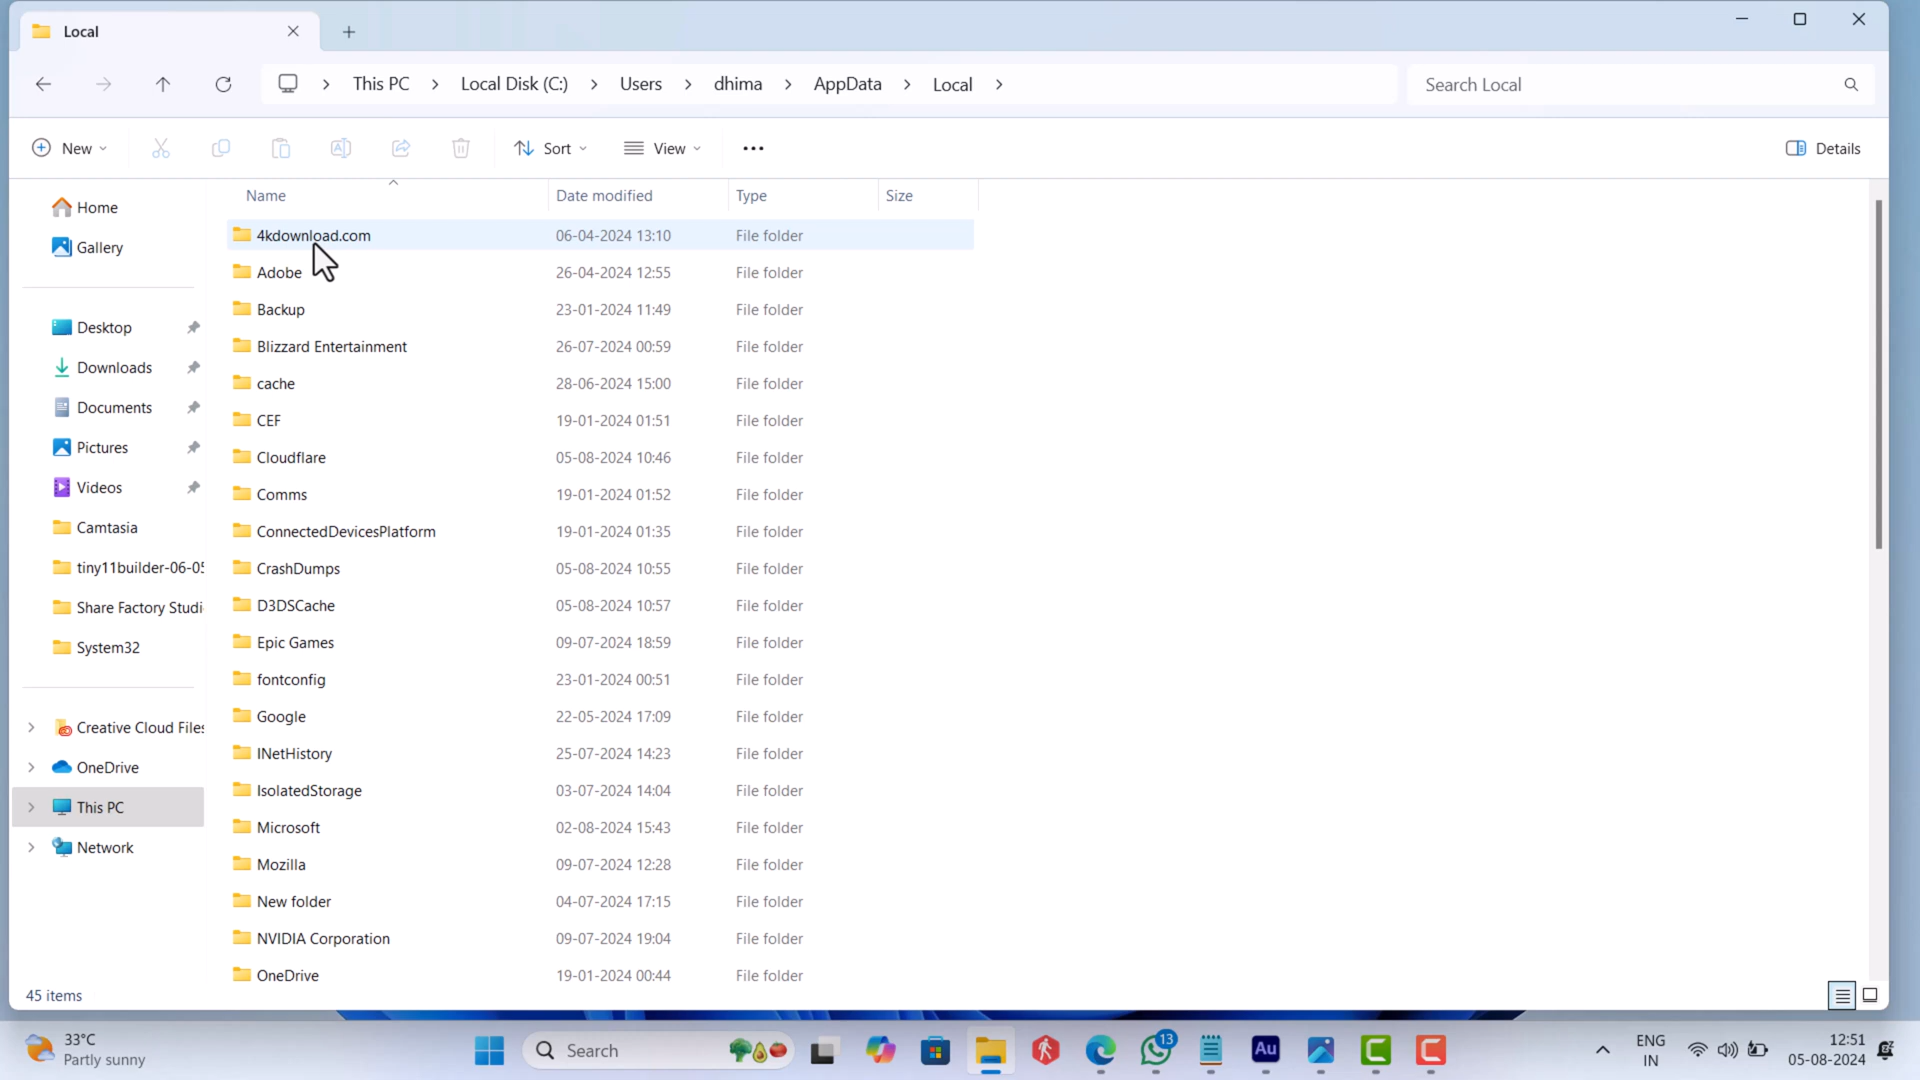 Local
This PC
Local Disk (C:)
Users
dhima
AppData
Local
Search Local
New
Sort
View
Details
Name
Date modified
Type
Size
Home
Gallery
Desktop
Downloads
Documents
Pictures
Videos
Camtasia
tiny11builder-06-05
Share Factory Studi
System32
Creative Cloud Files
OneDrive
This PC
Network
4kdownload.com 06-04-2024 13:10 File folder
Adobe 26-04-2024 12:55 File folder
Backup 23-01-2024 11:49 File folder
Blizzard Entertainment 26-07-2024 00:59 File folder
cache 28-06-2024 15:00 File folder
CEF 19-01-2024 01:51 File folder
Cloudflare 05-08-2024 10:46 File folder
Comms 19-01-2024 01:52 File folder
ConnectedDevicesPlatform 19-01-2024 01:35 File folder
CrashDumps 05-08-2024 10:55 File folder
D3DSCache 05-08-2024 10:57 File folder
Epic Games 09-07-2024 18:59 File folder
fontconfig 23-01-2024 00:51 File folder
Google 22-05-2024 17:09 File folder
INetHistory 25-07-2024 14:23 File folder
IsolatedStorage 03-07-2024 14:04 File folder
Microsoft 02-08-2024 15:43 File folder
Mozilla 09-07-2024 12:28 File folder
New folder 04-07-2024 17:15 File folder
NVIDIA Corporation 09-07-2024 19:04 File folder
OneDrive 19-01-2024 00:44 File folder
45 items
33°C
Partly sunny
Search
13
Au
ENG
IN
12:51
05-08-2024